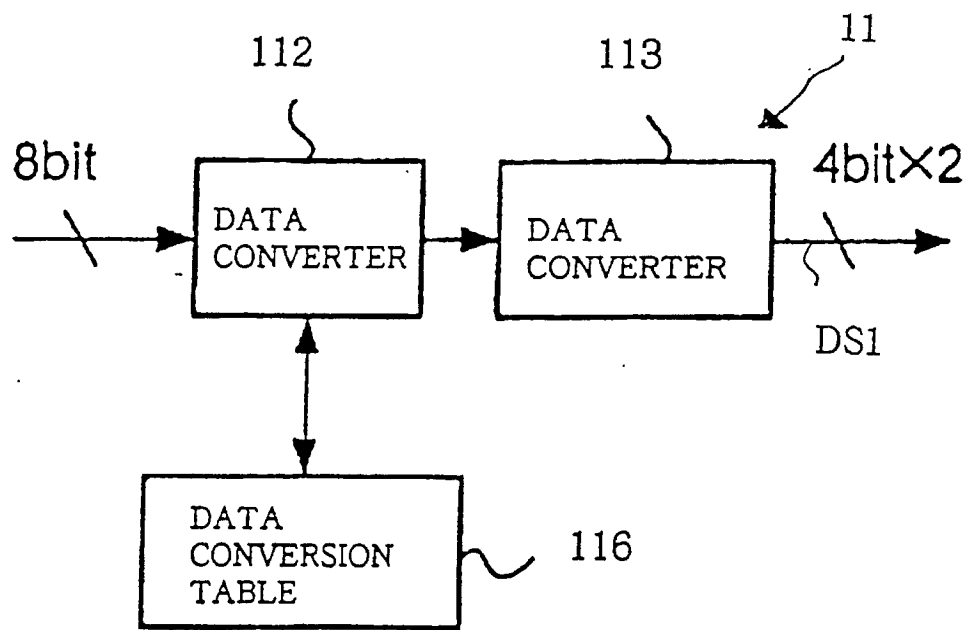 11
112
113
8bit
4bit×2
DATA
CONVERTER
DATA
CONVERTER
DS1
DATA
CONVERSION
TABLE
116